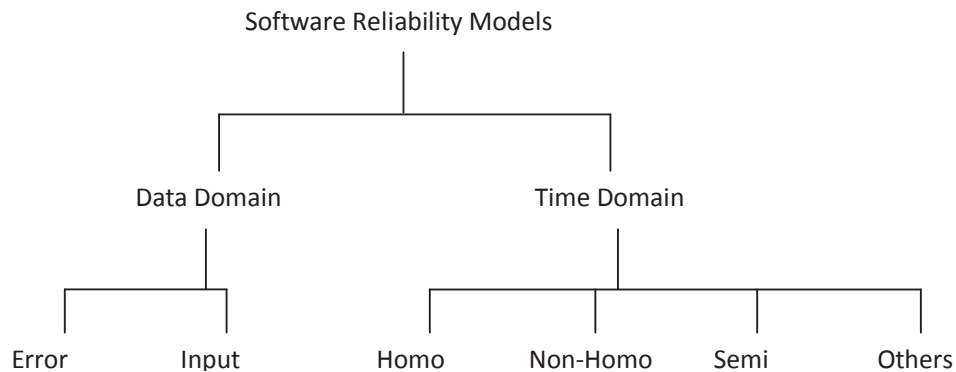 Software Reliability Models
Data Domain Time Domain
Error Input Homo Non-Homo Semi Others